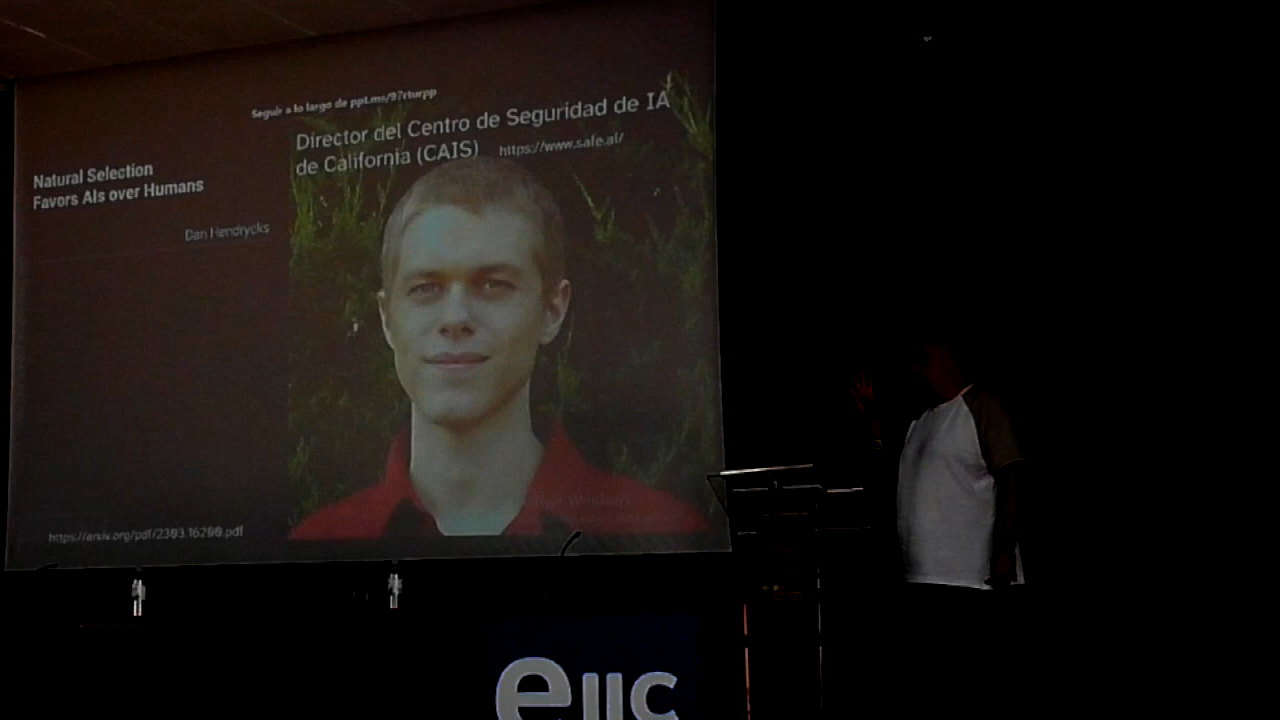 Seguir a lo largo de ppt.ms/97rturpp
Director del Centro de Seguridad de IA
de California (CAIS) https://www.safe.ai/
Natural Selection
Favors AIs over Humans
Dan Hendrycks
https://arxiv.org/pdf/2303.16200.pdf
eiic